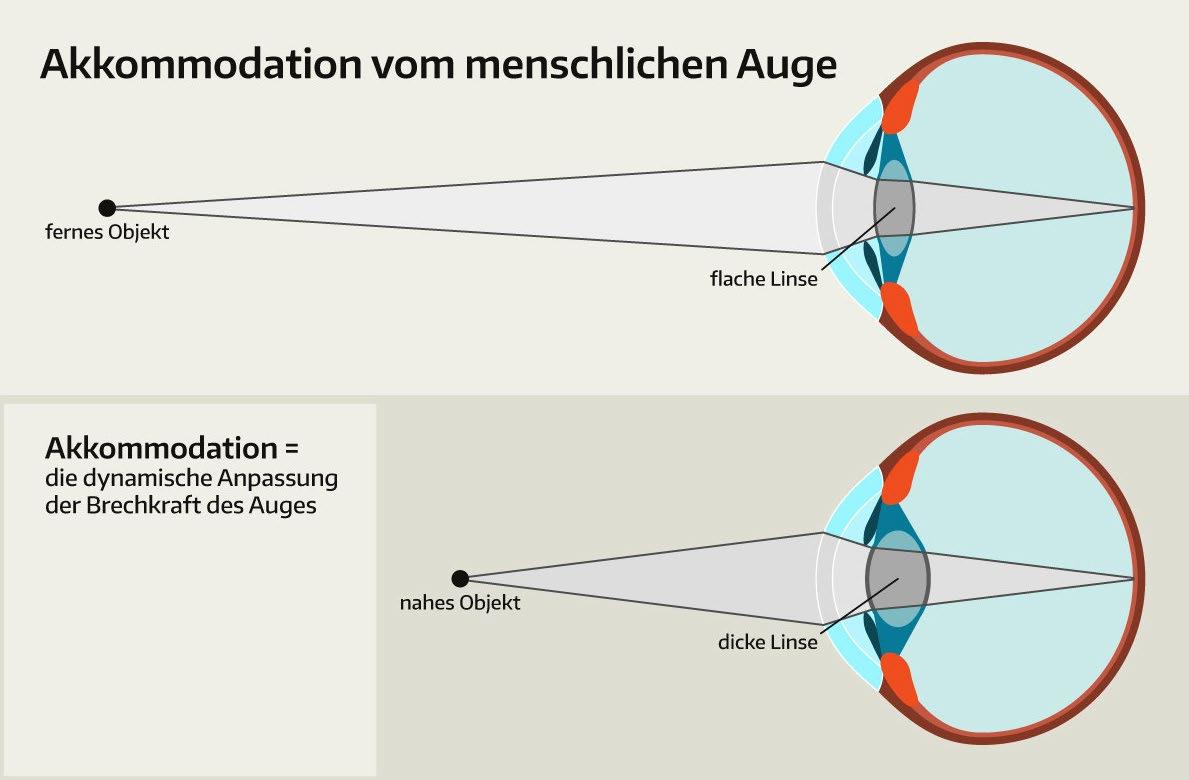 Akkommodation vom menschlichen Auge
fernes Objekt
flache Linse
Akkommodation =
die dynamische Anpassung
der Brechkraft des Auges
nahes Objekt
dicke Linse